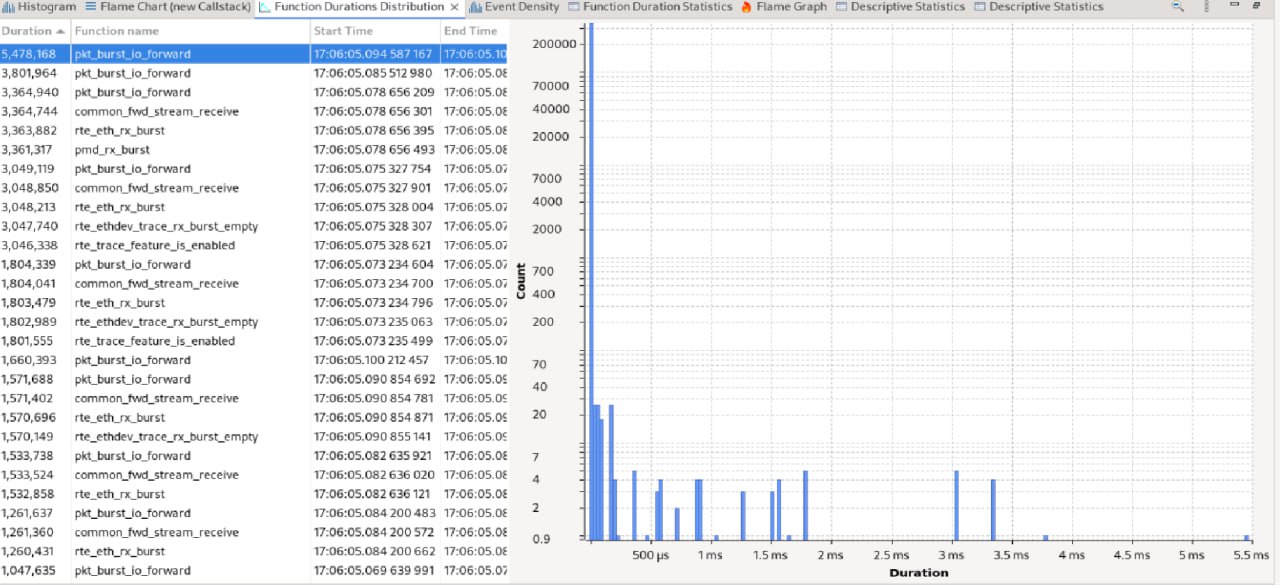 Histogram Flame Chart (new Callstack) Function Durations Distribution Event Density Function Duration Statistics Flame Graph Descriptive Statistics Descriptive Statistics
Duration Function name Start Time End Time
5,478,168 pkt_burst_io_forward 17:06:05.094 587 167 17:06:05.10
3,801,964 pkt_burst_io_forward 17:06:05.085 512 980 17:06:05.08
3,364,940 pkt_burst_io_forward 17:06:05.078 656 209 17:06:05.08
3,364,744 common_fwd_stream_receive 17:06:05.078 656 301 17:06:05.08
3,363,882 rte_eth_rx_burst 17:06:05.078 656 395 17:06:05.08
3,361,317 pmd_rx_burst 17:06:05.078 656 493 17:06:05.08
3,049,119 pkt_burst_io_forward 17:06:05.075 327 754 17:06:05.07
3,048,850 common_fwd_stream_receive 17:06:05.075 327 901 17:06:05.07
3,048,213 rte_eth_rx_burst 17:06:05.075 328 004 17:06:05.07
3,047,740 rte_ethdev_trace_rx_burst_empty 17:06:05.075 328 307 17:06:05.07
3,046,338 rte_trace_feature_is_enabled 17:06:05.075 328 621 17:06:05.07
1,804,339 pkt_burst_io_forward 17:06:05.073 234 604 17:06:05.07
1,804,041 common_fwd_stream_receive 17:06:05.073 234 700 17:06:05.07
1,803,479 rte_eth_rx_burst 17:06:05.073 234 796 17:06:05.07
1,802,989 rte_ethdev_trace_rx_burst_empty 17:06:05.073 235 063 17:06:05.07
1,801,555 rte_trace_feature_is_enabled 17:06:05.073 235 499 17:06:05.07
1,660,393 pkt_burst_io_forward 17:06:05.100 212 457 17:06:05.10
1,571,688 pkt_burst_io_forward 17:06:05.090 854 692 17:06:05.09
1,571,402 common_fwd_stream_receive 17:06:05.090 854 781 17:06:05.09
1,570,696 rte_eth_rx_burst 17:06:05.090 854 871 17:06:05.09
1,570,149 rte_ethdev_trace_rx_burst_empty 17:06:05.090 855 141 17:06:05.09
1,533,738 pkt_burst_io_forward 17:06:05.082 635 921 17:06:05.08
1,533,524 common_fwd_stream_receive 17:06:05.082 636 020 17:06:05.08
1,532,858 rte_eth_rx_burst 17:06:05.082 636 121 17:06:05.08
1,261,637 pkt_burst_io_forward 17:06:05.084 200 483 17:06:05.08
1,261,360 common_fwd_stream_receive 17:06:05.084 200 572 17:06:05.08
1,260,431 rte_eth_rx_burst 17:06:05.084 200 662 17:06:05.08
1,047,635 pkt_burst_io_forward 17:06:05.069 639 991 17:06:05.07
Count
200000
70000
40000
20000
7000
4000
2000
700
400
200
70
40
20
7
4
2
0.9
500 µs 1 ms 1.5 ms 2 ms 2.5 ms 3 ms 3.5 ms 4 ms 4.5 ms 5 ms 5.5 ms
Duration